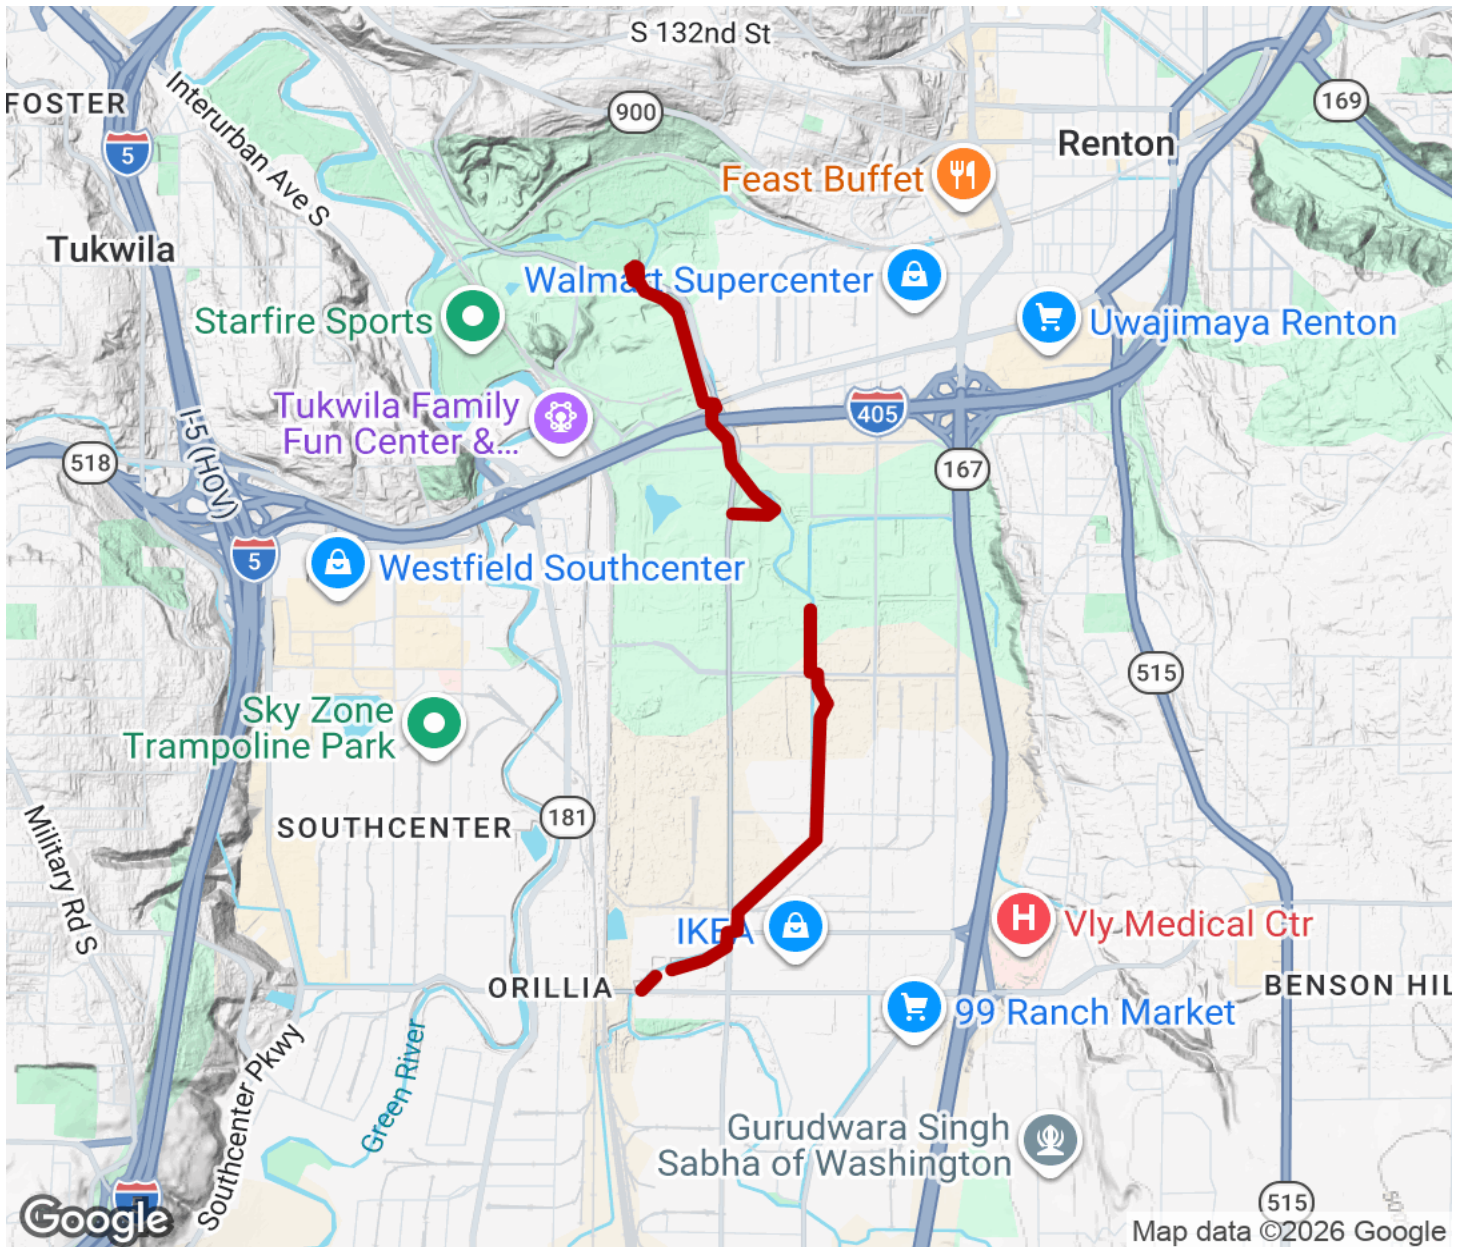 S 132nd St
FOSTER
Interurban Ave S
900
169
5
Renton
Feast Buffet
Tukwila
Walmart Supercenter
Starfire Sports
Uwajimaya Renton
Tukwila Family
Fun Center &...
405
I-5 (HOV)
518
167
5
Westfield Southcenter
515
Sky Zone
Trampoline Park
Military Rd S
SOUTHCENTER
181
IKEA
H
Vly Medical Ctr
ORILLIA
BENSON HIL
99 Ranch Market
Green River
Southcenter Pkwy
Gurudwara Singh
Sabha of Washington
515
Google
Map data ©2026 Google